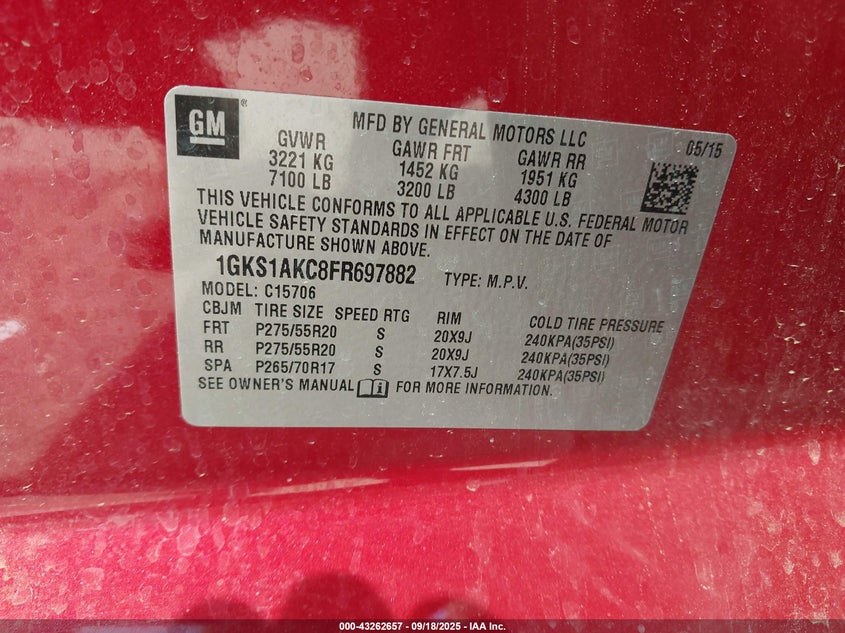 GM ®
MFD BY GENERAL MOTORS LLC 05/15
GVWR GAWR FRT GAWR RR
3221 KG 1452 KG 1951 KG
7100 LB 3200 LB 4300 LB
THIS VEHICLE CONFORMS TO ALL APPLICABLE U.S. FEDERAL MOTOR
VEHICLE SAFETY STANDARDS IN EFFECT ON THE DATE OF
MANUFACTURE SHOWN ABOVE.
1GKS1AKC8FR697882 TYPE: M.P.V.
MODEL: C15706
CBJM TIRE SIZE SPEED RTG RIM COLD TIRE PRESSURE
FRT P275/55R20 S 20X9J 240KPA(35PSI)
RR P275/55R20 S 20X9J 240KPA(35PSI)
SPA P265/70R17 S 17X7.5J 240KPA(35PSI)
SEE OWNER'S MANUAL FOR MORE INFORMATION.
000-43262657 - 09/18/2025 - IAA Inc.